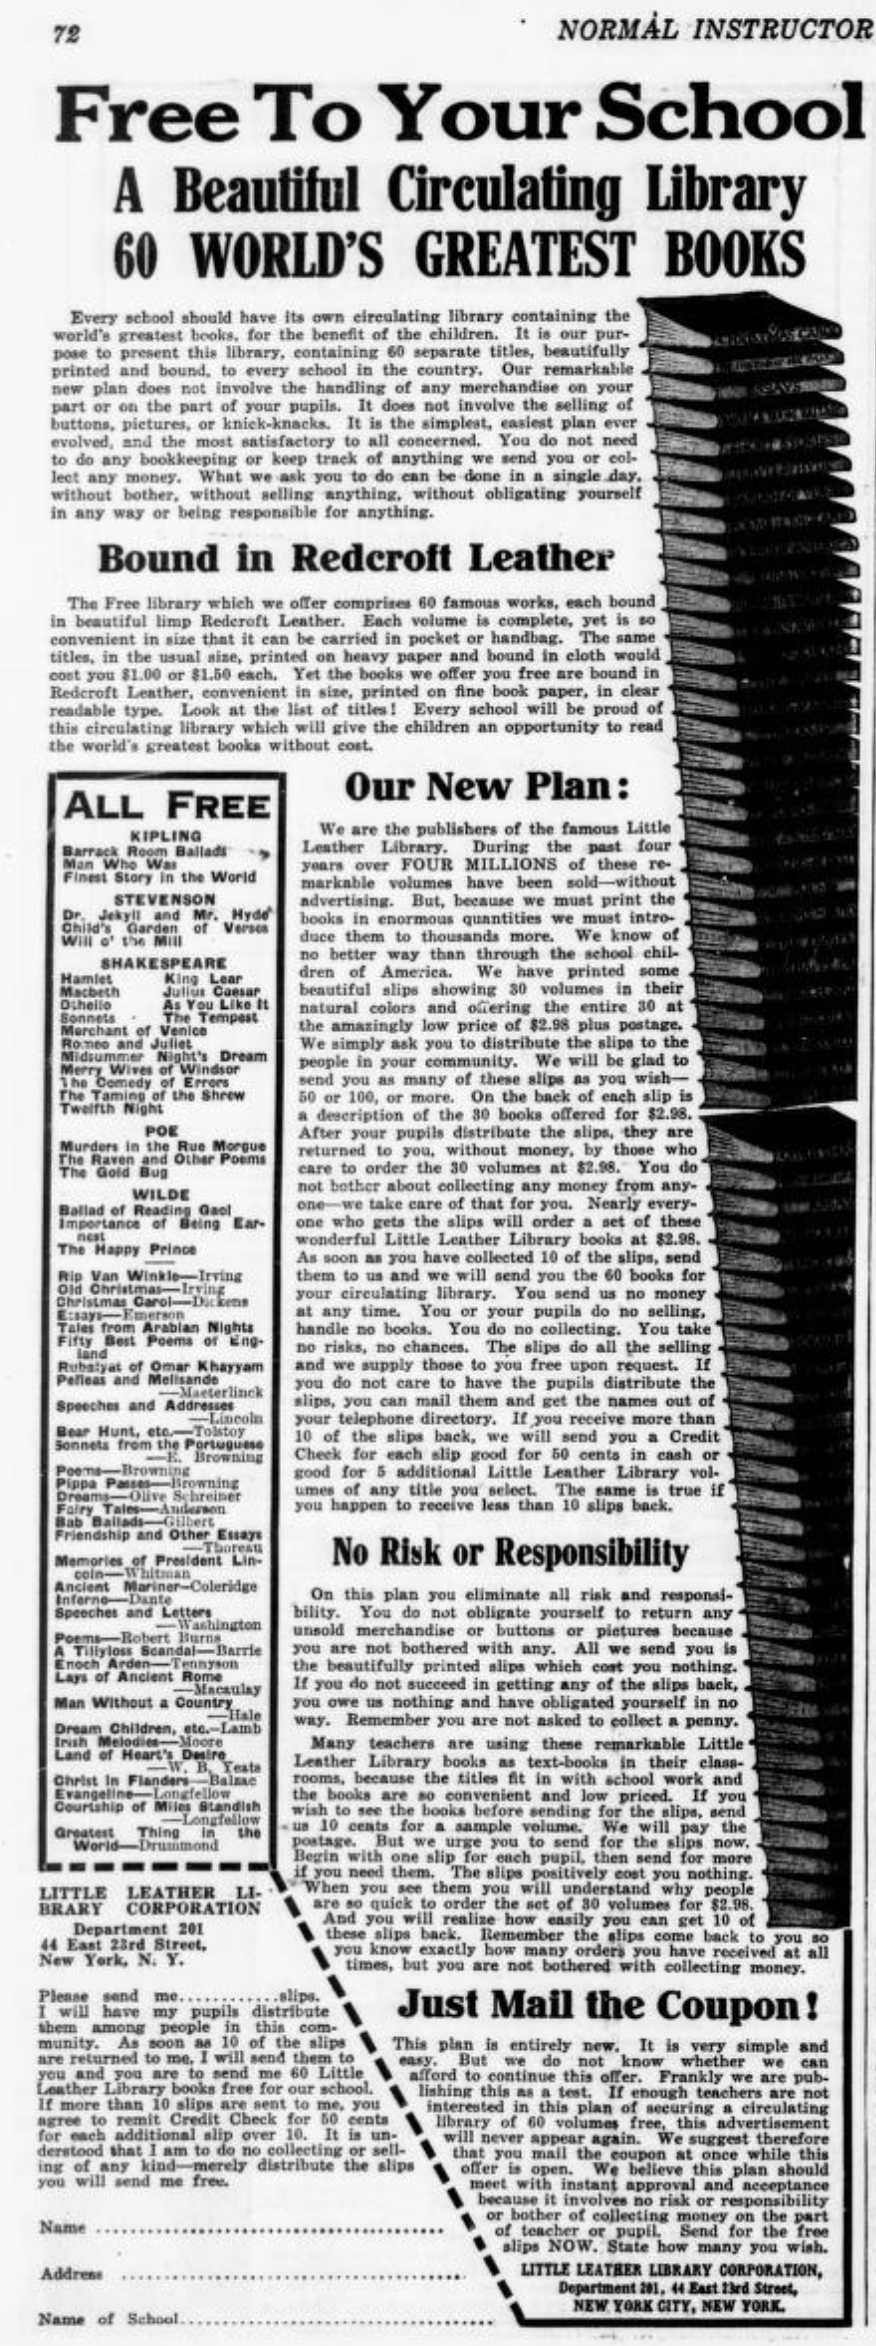 72
NORMAL INSTRUCTOR
Free To Your School
A Beautiful Circulating Library
60 WORLD'S GREATEST BOOKS
Every school should have its own circulating library containing the
world's greatest books, for the benefit of the children. It is our pur-
pose to present this library, containing 60 separate titles, beautifully
printed and bound, to every school in the country. Our remarkable
new plan does not involve the handling of any merchandise on your
part or on the part of your pupils. It does not involve the selling of
buttons, pictures, or knick-knacks. It is the simplest, easiest plan ever
evolved, and the most satisfactory to all concerned. You do not need
to do any bookkeeping or keep track of anything we send you or col-
lect any money. What we ask you to do can be done in a single day,
without bother, without selling anything, without obligating yourself
in any way or being responsible for anything.
Bound in Redcroft Leather
The Free library which we offer comprises 60 famous works, each bound
in beautiful limp Redcroft Leather. Each volume is complete, yet is so
convenient in size that it can be carried in pocket or handbag. The same
titles, in the usual size, printed on heavy paper and bound in cloth would
cost you $1.00 or $1.50 each. Yet the books we offer you free are bound in
Redcroft Leather, convenient in size, printed on fine book paper, in clear
readable type. Look at the list of titles! Every school will be proud of
this circulating library which will give the children an opportunity to read
the world's greatest books without cost.
ALL FREE
KIPLING
Barrack Room Ballads
Man Who Was
Finest Story in the World
STEVENSON
Dr. Jekyll and Mr. Hyde
Child's Garden of Verses
Will o' the Mill
SHAKESPEARE
Hamlet King Lear
Macbeth Julius Caesar
Othello As You Like It
Sonnets The Tempest
Merchant of Venice
Romeo and Juliet
Midsummer Night's Dream
Merry Wives of Windsor
The Comedy of Errors
The Taming of the Shrew
Twelfth Night
POE
Murders in the Rue Morgue
The Raven and Other Poems
The Gold Bug
WILDE
Ballad of Reading Gaol
Importance of Being Ear-
nest
The Happy Prince
Rip Van Winkle—Irving
Old Christmas—Irving
Christmas Carol—Dickens
Essays—Emerson
Tales from Arabian Nights
Fifty Best Poems of Eng-
land
Rubaiyat of Omar Khayyam
Pelleas and Melisande
—Maeterlinck
Speeches and Addresses
—Lincoln
Bear Hunt, etc.—Tolstoy
Sonnets from the Portuguese
—E. Browning
Poems—Browning
Pippa Passes—Browning
Dreams—Olive Schreiner
Fairy Tales—Anderson
Bab Ballads—Gilbert
Friendship and Other Essays
—Thoreau
Memories of President Lin-
coln—Whitman
Ancient Mariner—Coleridge
Inferno—Dante
Speeches and Letters
—Washington
Poems—Robert Burns
A Tillyloss Scandal—Barrie
Enoch Arden—Tennyson
Lays of Ancient Rome
—Macaulay
Man Without a Country
—Hale
Dream Children, etc.—Lamb
Irish Melodies—Moore
Land of Heart's Desire
—W. B. Yeats
Christ in Flanders—Balzac
Evangeline—Longfellow
Courtship of Miles Standish
—Longfellow
Greatest Thing in the
World—Drummond
Our New Plan:
We are the publishers of the famous Little
Leather Library. During the past four
years over FOUR MILLIONS of these re-
markable volumes have been sold—without
advertising. But, because we must print the
books in enormous quantities we must intro-
duce them to thousands more. We know of
no better way than through the school chil-
dren of America. We have printed some
beautiful slips showing 30 volumes in their
natural colors and offering the entire 30 at
the amazingly low price of $2.98 plus postage.
We simply ask you to distribute the slips to the
people in your community. We will be glad to
send you as many of these slips as you wish—
50 or 100, or more. On the back of each slip is
a description of the 30 books offered for $2.98.
After your pupils distribute the slips, they are
returned to you, without money, by those who
care to order the 30 volumes at $2.98. You do
not bother about collecting any money from any-
one—we take care of that for you. Nearly every-
one who gets the slips will order a set of these
wonderful Little Leather Library books at $2.98.
As soon as you have collected 10 of the slips, send
them to us and we will send you the 60 books for
your circulating library. You send us no money
at any time. You or your pupils do no selling,
handle no books. You do no collecting. You take
no risks, no chances. The slips do all the selling
and we supply those to you free upon request. If
you do not care to have the pupils distribute the
slips, you can mail them and get the names out of
your telephone directory. If you receive more than
10 of the slips back, we will send you a Credit
Check for each slip good for 50 cents in cash or
good for 5 additional Little Leather Library vol-
umes of any title you select. The same is true if
you happen to receive less than 10 slips back.
No Risk or Responsibility
On this plan you eliminate all risk and responsi-
bility. You do not obligate yourself to return any
unsold merchandise or buttons or pictures because
you are not bothered with any. All we send you is
the beautifully printed slips which cost you nothing.
If you do not succeed in getting any of the slips back,
you owe us nothing and have obligated yourself in no
way. Remember you are not asked to collect a penny.
Many teachers are using these remarkable Little
Leather Library books as text-books in their class-
rooms, because the titles fit in with school work and
the books are so convenient and low priced. If you
wish to see the books before sending for the slips, send
us 10 cents for a sample volume. We will pay the
postage. But we urge you to send for the slips now.
Begin with one slip for each pupil, then send for more
if you need them. The slips positively cost you nothing.
When you see them you will understand why people
are so quick to order the set of 30 volumes for $2.98.
And you will realize how easily you can get 10 of
these slips back. Remember the slips come back to you so
you know exactly how many orders you have received at all
times, but you are not bothered with collecting money.
Just Mail the Coupon!
This plan is entirely new. It is very simple and
easy. But we do not know whether we can
afford to continue this offer. Frankly we are pub-
lishing this as a test. If enough teachers are not
interested in this plan of securing a circulating
library of 60 volumes free, this advertisement
will never appear again. We suggest therefore
that you mail the coupon at once while this
offer is open. We believe this plan should
meet with instant approval and acceptance
because it involves no risk or responsibility
or bother of collecting money on the part
of teacher or pupil. Send for the free
slips NOW. State how many you wish.
LITTLE LEATHER LIBRARY CORPORATION,
Department 201, 44 East 23rd Street,
NEW YORK CITY, NEW YORK.
LITTLE LEATHER LI-
BRARY CORPORATION
Department 201
44 East 23rd Street,
New York, N. Y.
Please send me............slips.
I will have my pupils distribute
them among people in this com-
munity. As soon as 10 of the slips
are returned to me, I will send them to
you and you are to send me 60 Little
Leather Library books free for our school.
If more than 10 slips are sent to me, you
agree to remit Credit Check for 50 cents
for each additional slip over 10. It is un-
derstood that I am to do no collecting or sell-
ing of any kind—merely distribute the slips
you will send me free.
Name
Address
Name of School